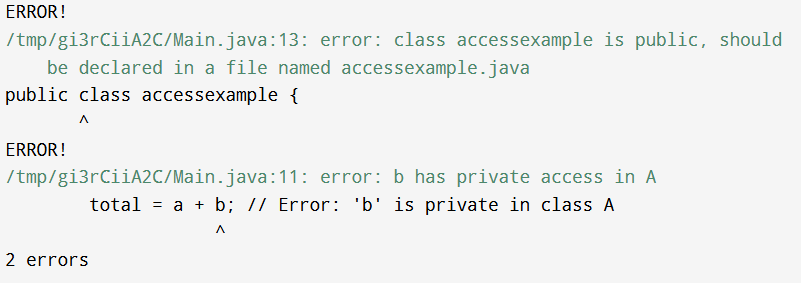 ERROR!
/tmp/gi3rCiiA2C/Main.java:13: error: class accessexample is public, should
be declared in a file named accessexample.java
public class accessexample {
^
ERROR!
/tmp/gi3rCiiA2C/Main.java:11: error: b has private access in A
total = a + b; // Error: 'b' is private in class A
^
2 errors